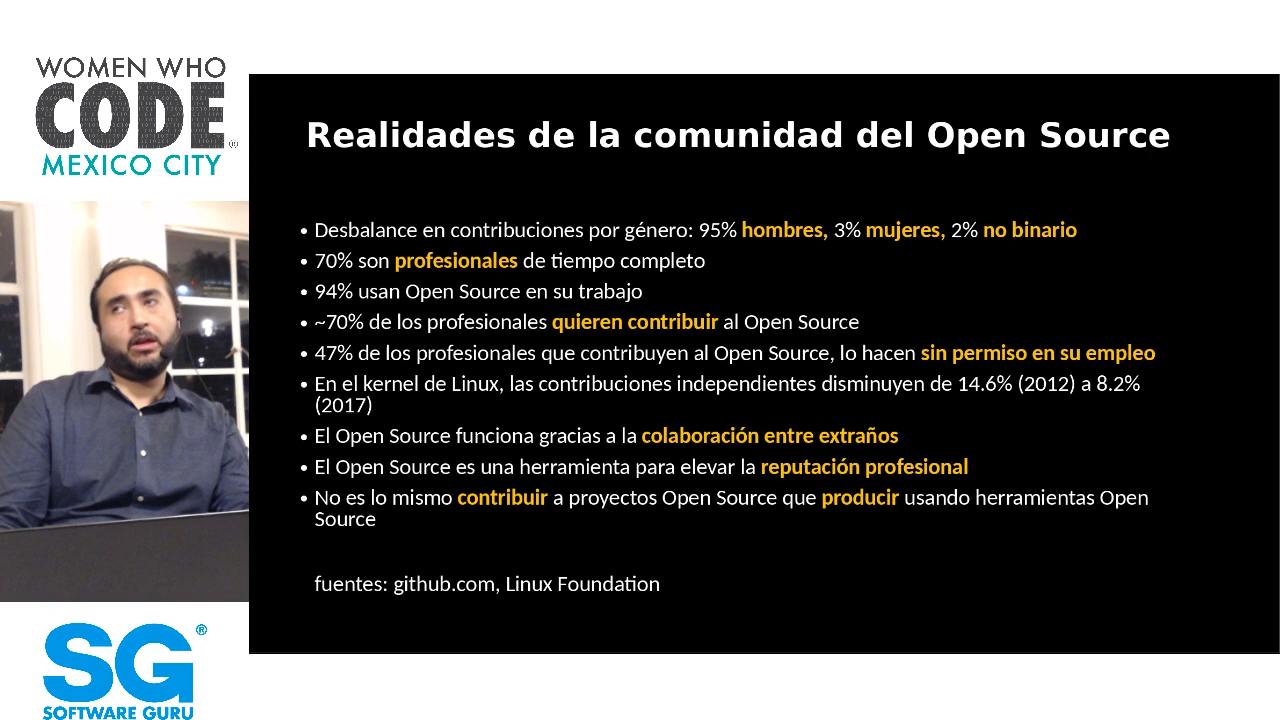 WOMEN WHO
CODE®
MEXICO CITY
Realidades de la comunidad del Open Source
• Desbalance en contribuciones por género: 95% hombres, 3% mujeres, 2% no binario
• 70% son profesionales de tiempo completo
• 94% usan Open Source en su trabajo
• ~70% de los profesionales quieren contribuir al Open Source
• 47% de los profesionales que contribuyen al Open Source, lo hacen sin permiso en su empleo
• En el kernel de Linux, las contribuciones independientes disminuyen de 14.6% (2012) a 8.2%
(2017)
• El Open Source funciona gracias a la colaboración entre extraños
• El Open Source es una herramienta para elevar la reputación profesional
• No es lo mismo contribuir a proyectos Open Source que producir usando herramientas Open
Source
fuentes: github.com, Linux Foundation
SG®
SOFTWARE GURU